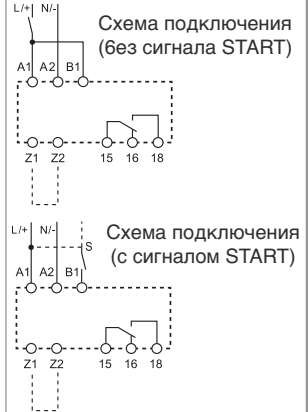 L/+ N/-
Схема подключения
(без сигнала START)
A1 A2 B1
Z1 Z2 15 16 18
L/+ N/-
Схема подключения
(с сигналом START)
S
A1 A2 B1
Z1 Z2 15 16 18